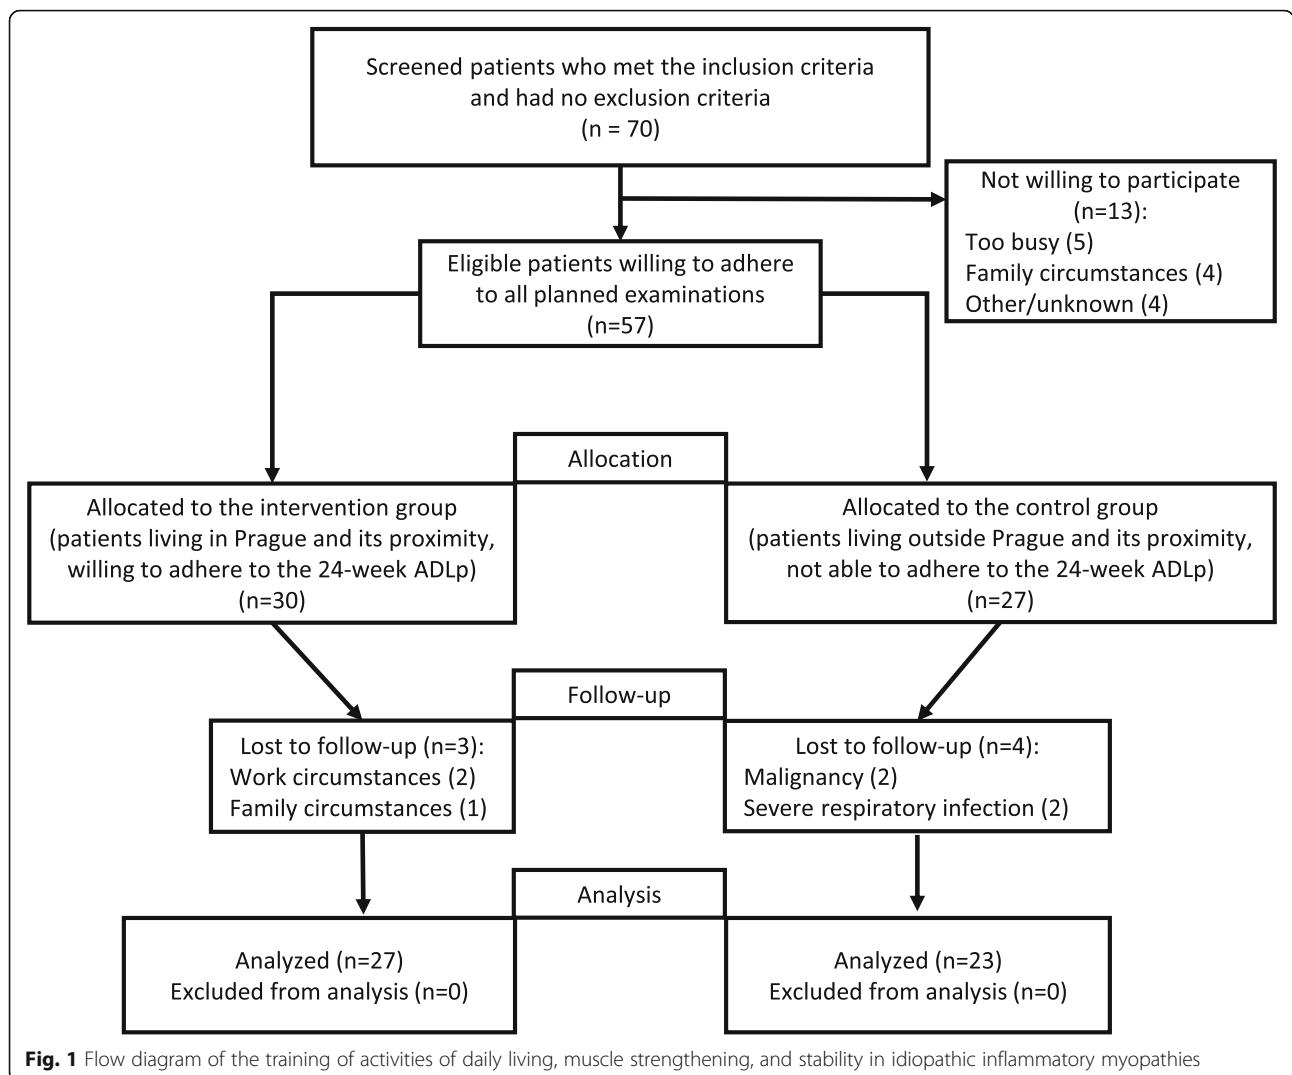 Screened patients who met the inclusion criteria
and had no exclusion criteria
(n = 70)
Not willing to participate
(n=13):
Too busy (5)
Family circumstances (4)
Other/unknown (4)
Eligible patients willing to adhere
to all planned examinations
(n=57)
Allocation
Allocated to the intervention group
(patients living in Prague and its proximity,
willing to adhere to the 24-week ADLp)
(n=30)
Allocated to the control group
(patients living outside Prague and its proximity,
not able to adhere to the 24-week ADLp)
(n=27)
Follow-up
Lost to follow-up (n=3):
Work circumstances (2)
Family circumstances (1)
Lost to follow-up (n=4):
Malignancy (2)
Severe respiratory infection (2)
Analysis
Analyzed (n=27)
Excluded from analysis (n=0)
Analyzed (n=23)
Excluded from analysis (n=0)
Fig. 1 Flow diagram of the training of activities of daily living, muscle strengthening, and stability in idiopathic inflammatory myopathies